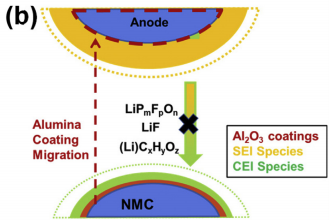 (b)
Anode
LiPmFpOn
LiF
(Li)CxHyOz
Alumina
Coating
Migration
Al2O3 coatings
SEI Species
CEI Species
NMC